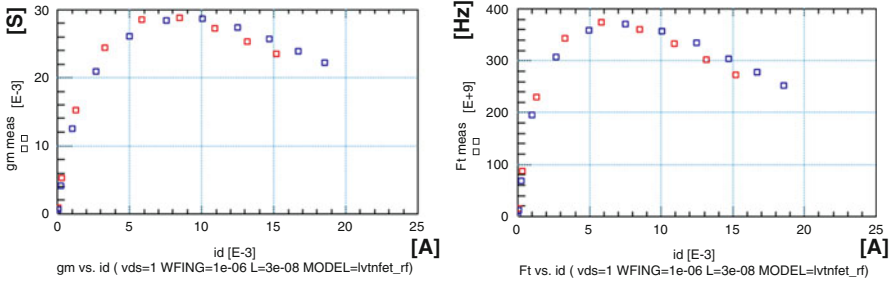 [S]
30
20
10
0
gm meas [E-3]
0 5 10 15 20 25
id [E-3]
[A]
gm vs. id ( vds=1 WFING=1e-06 L=3e-08 MODEL=lvtnfet_rf)
[Hz]
400
300
200
100
0
Ft meas [E+9]
0 5 10 15 20 25
id [E-3]
[A]
Ft vs. id ( vds=1 WFING=1e-06 L=3e-08 MODEL=lvtnfet_rf)